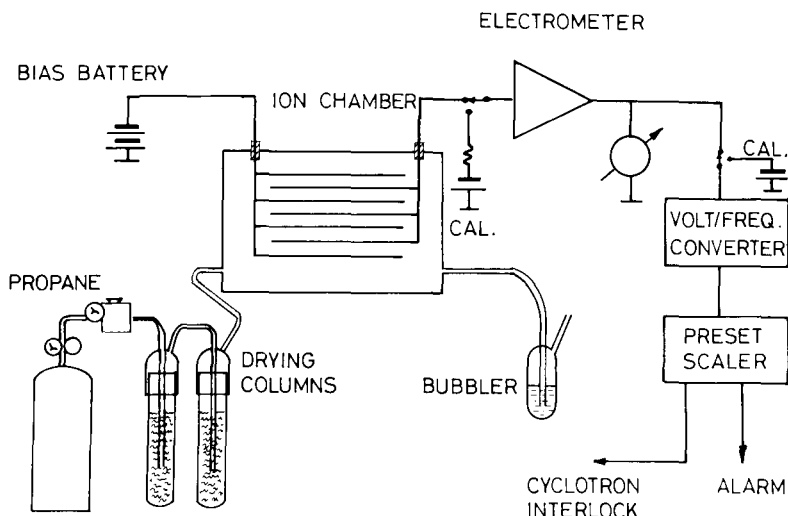 ELECTROMETER
BIAS BATTERY
ION CHAMBER
CAL.
CAL.
VOLT/FREQ.
CONVERTER
PROPANE
PRESET
SCALER
DRYING
COLUMNS
BUBBLER
CYCLOTRON
INTERLOCK
ALARM